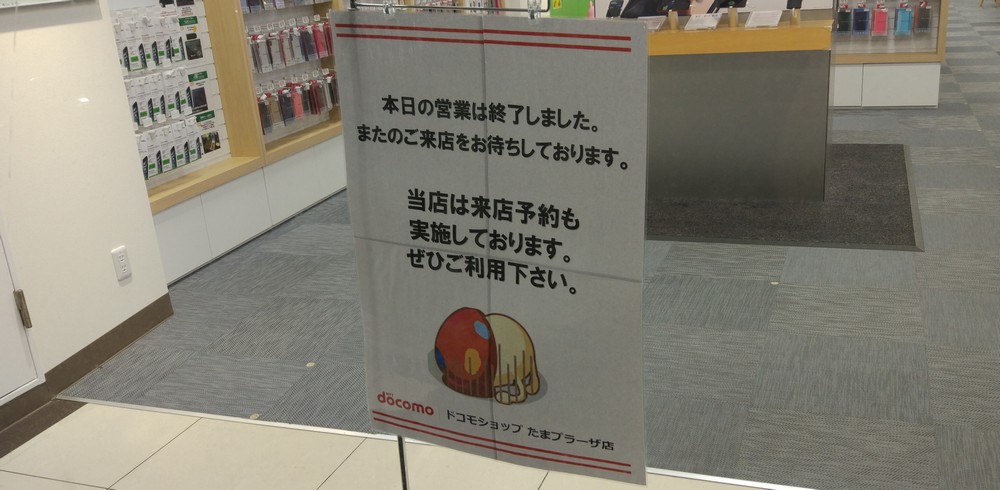 本日の営業は終了しました。
またのご来店をお待ちしております。
当店は来店予約も
実施しております。
ぜひご利用下さい。
döcomo ドコモショップ たまプラーザ店